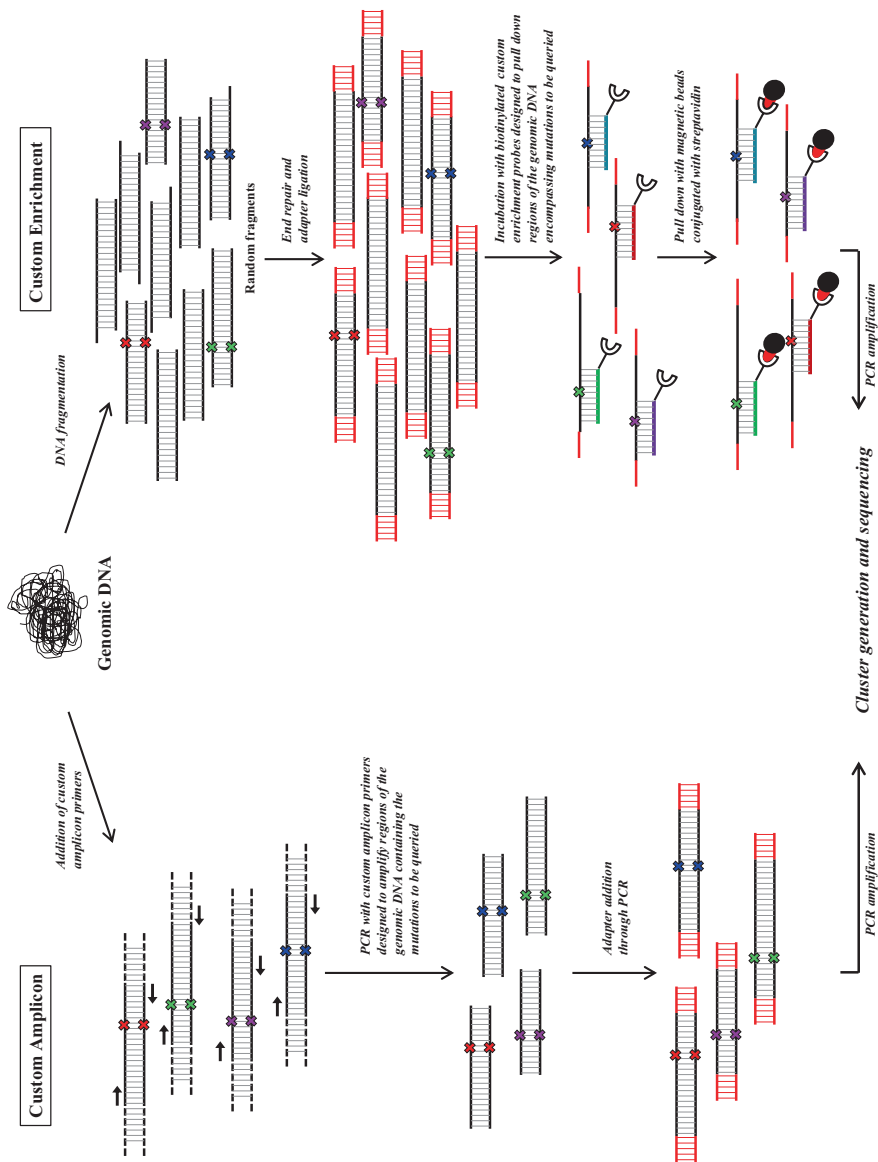 Custom Amplicon
Custom Enrichment
Genomic DNA
Addition of custom
amplicon primers
PCR with custom amplicon primers
designed to amplify regions of the
genomic DNA containing the
mutations to be queried
Adapter addition
through PCR
PCR amplification
DNA fragmentation
Random fragments
End repair and
adapter ligation
Incubation with biotinylated custom
enrichment probes designed to pull down
regions of the genomic DNA
encompassing mutations to be queried
Pull down with magnetic beads
conjugated with streptavidin
PCR amplification
Cluster generation and sequencing